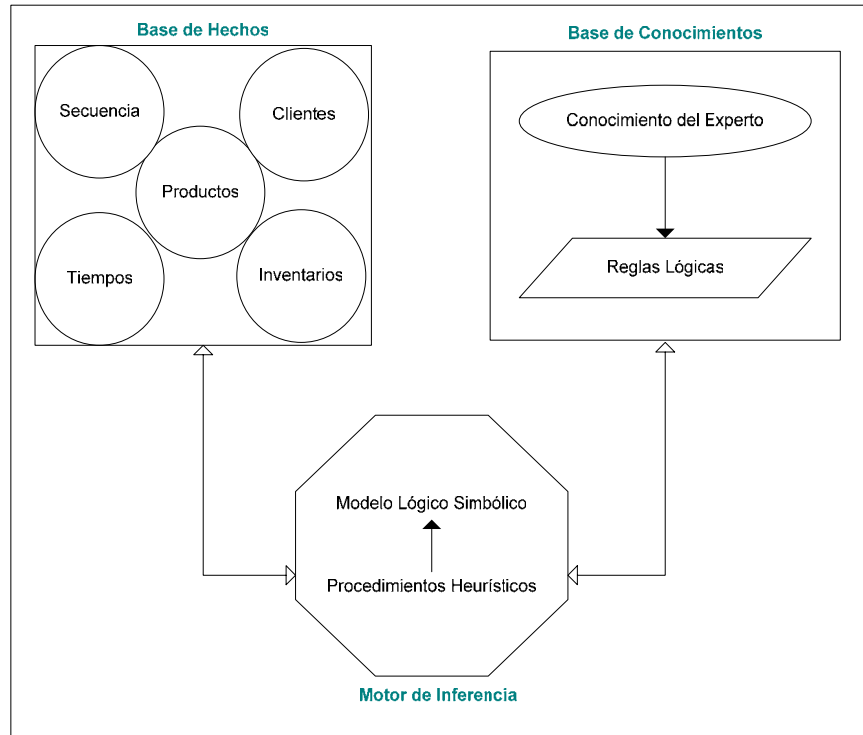 Base de Hechos
Base de Conocimientos
Secuencia
Clientes
Productos
Tiempos
Inventarios
Conocimiento del Experto
Reglas Lógicas
Modelo Lógico Simbólico
Procedimientos Heurísticos
Motor de Inferencia